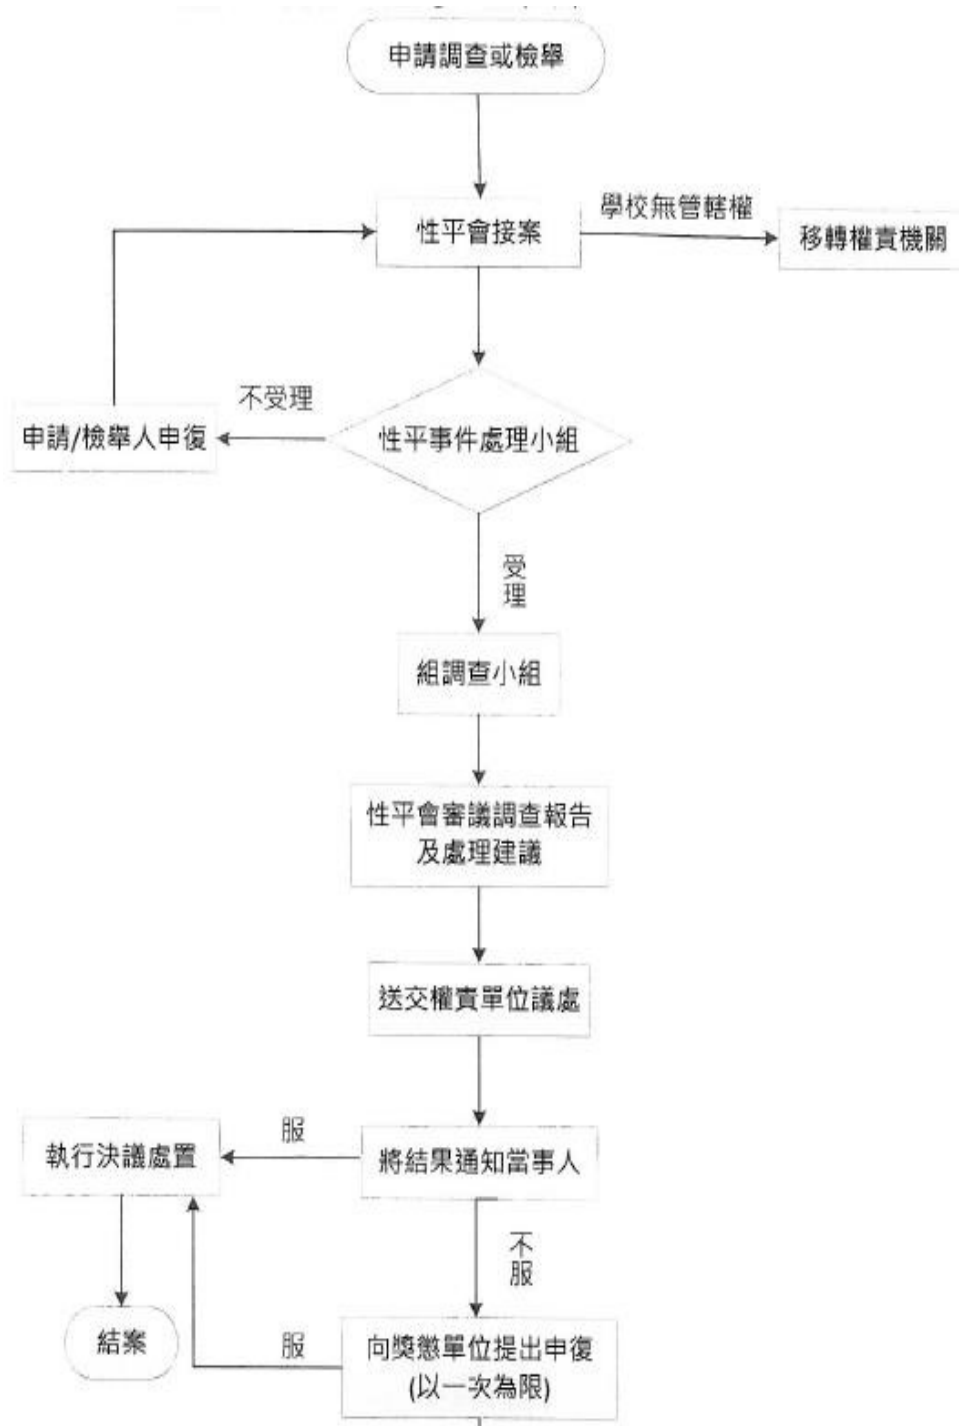 申請調查或檢舉
性平會接案
學校無管轄權
移轉權責機關
不受理
申請/檢舉人申復
性平事件處理小組
受
理
組調查小組
性平會審議調查報告
及處理建議
送交權責單位議處
服
執行決議處置
將結果通知當事人
不
服
結案
服
向獎懲單位提出申復
(以一次為限)